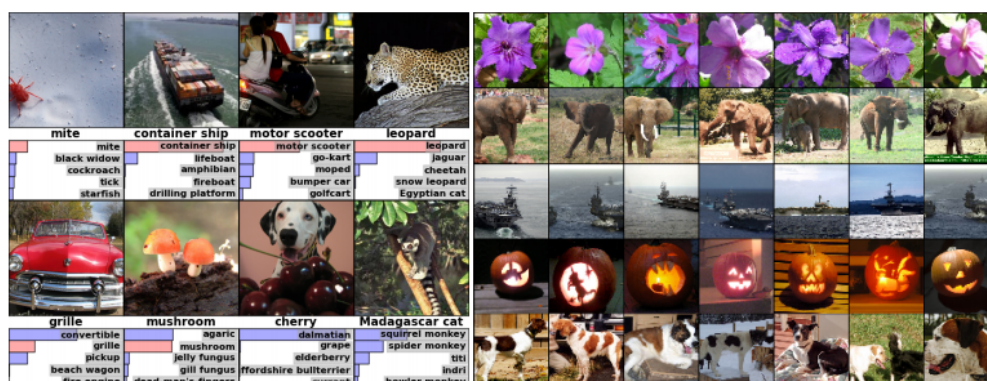 mite container ship motor scooter leopard
mite container ship motor scooter leopard
black widow lifeboat go-kart jaguar
cockroach amphibian moped cheetah
tick fireboat bumper car snow leopard
starfish drilling platform golfcart Egyptian cat
grille mushroom cherry Madagascar cat
convertible agaric dalmatian squirrel monkey
grille mushroom grape spider monkey
pickup jelly fungus elderberry titi
beach wagon gill fungus ffordshire bullterrier indri